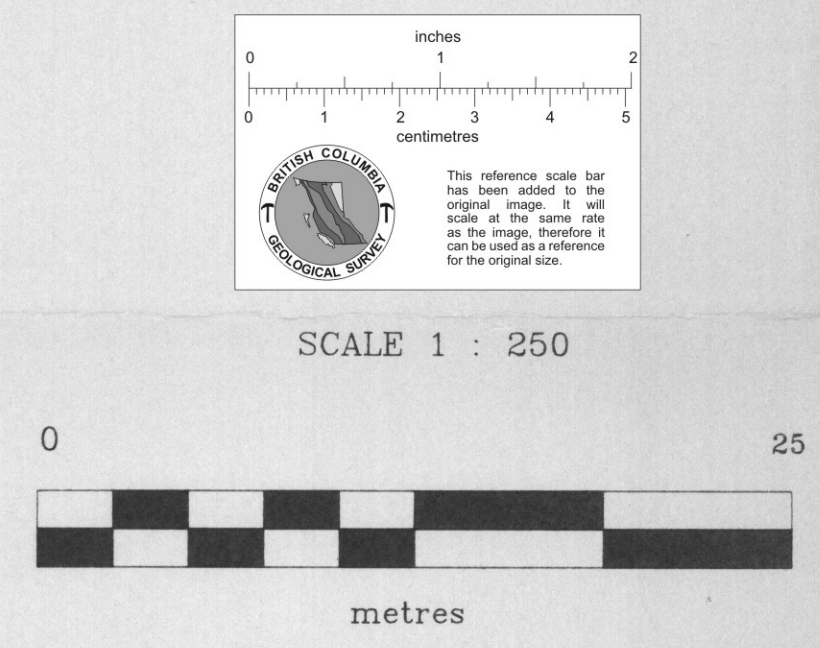 inches
0 1 2
0 1 2 3 4 5
centimetres
BRITISH COLUMBIA
GEOLOGICAL SURVEY
This reference scale bar
has been added to the
original image. It will
scale at the same rate
as the image, therefore it
can be used as a reference
for the original size.
SCALE 1 : 250
0 25
metres